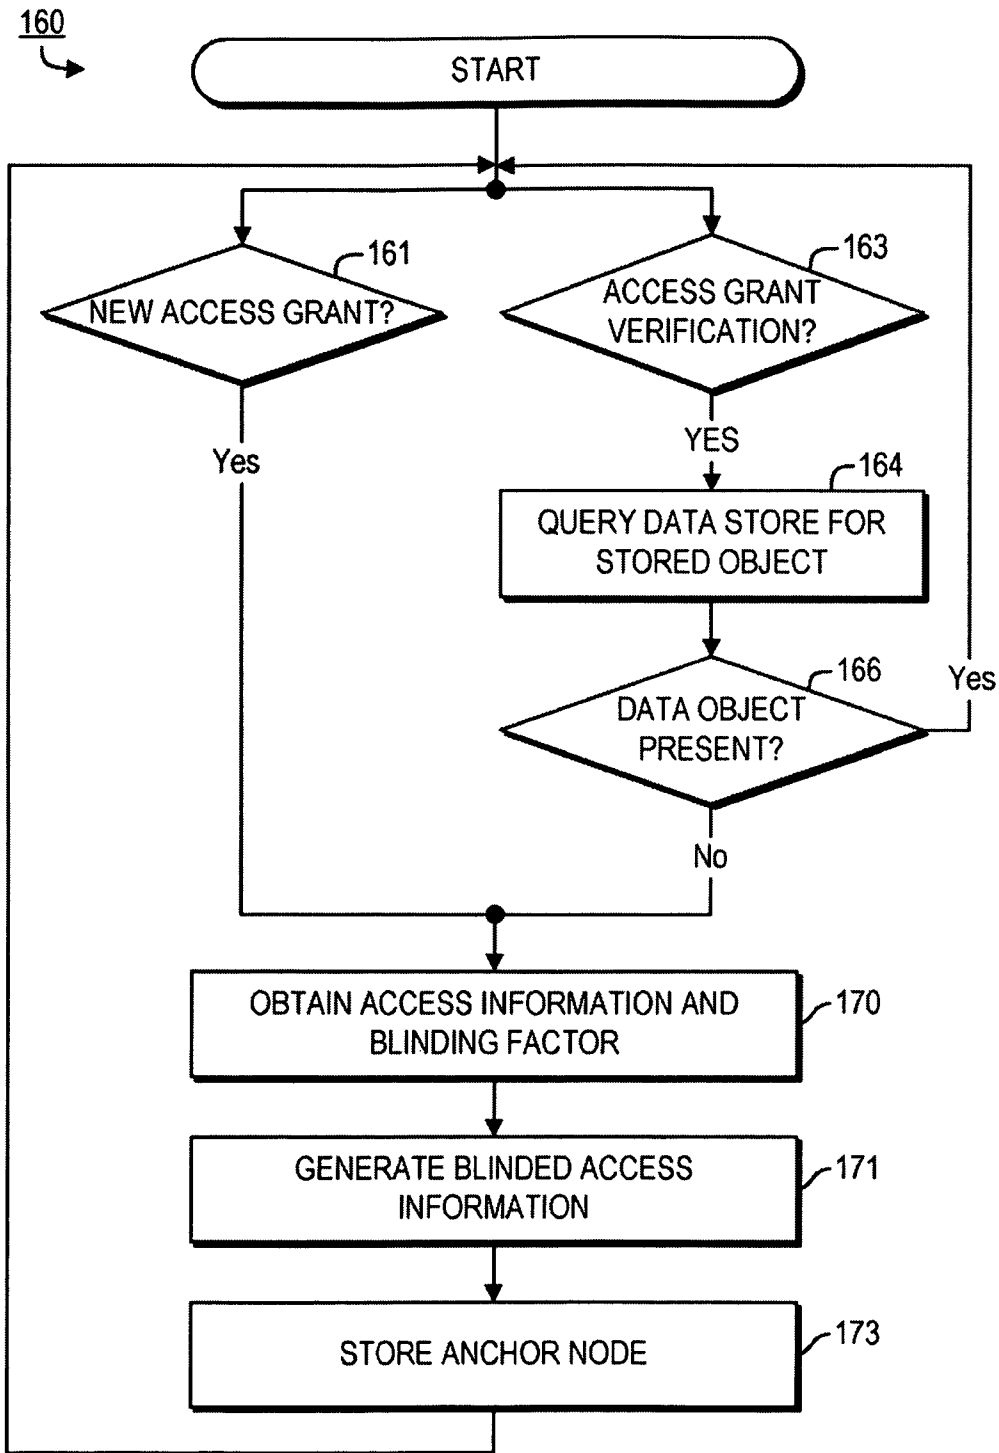 160
START
161
NEW ACCESS GRANT?
163
ACCESS GRANT
VERIFICATION?
Yes
YES
164
QUERY DATA STORE FOR
STORED OBJECT
166
DATA OBJECT
PRESENT?
Yes
No
OBTAIN ACCESS INFORMATION AND
BLINDING FACTOR
170
GENERATE BLINDED ACCESS
INFORMATION
171
STORE ANCHOR NODE
173